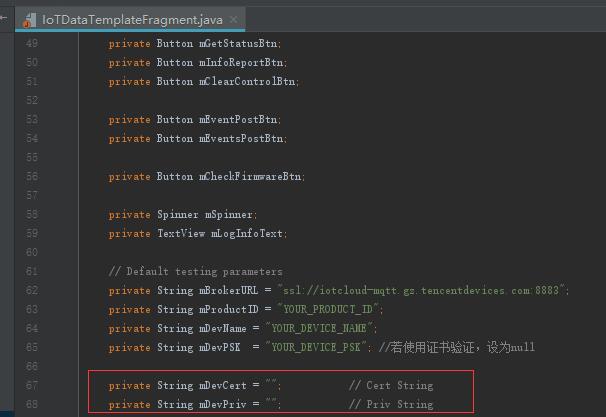 IoTDataTemplateFragment.java ×
49 private Button mGetStatusBtn;
50 private Button mInfoReportBtn;
51 private Button mClearControlBtn;
52
53 private Button mEventPostBtn;
54 private Button mEventsPostBtn;
55
56 private Button mCheckFirmwareBtn;
57
58 private Spinner mSpinner;
59 private TextView mLogInfoText;
60
61 // Default testing parameters
62 private String mBrokerURL = "ssl://iotcloud-mqtt.gz.tencentdevices.com:8883";
63 private String mProductID = "YOUR_PRODUCT_ID";
64 private String mDevName = "YOUR_DEVICE_NAME";
65 private String mDevPSK = "YOUR_DEVICE_PSK"; //若使用证书验证，设为null
66
67 private String mDevCert = ""; // Cert String
68 private String mDevPriv = ""; // Priv String